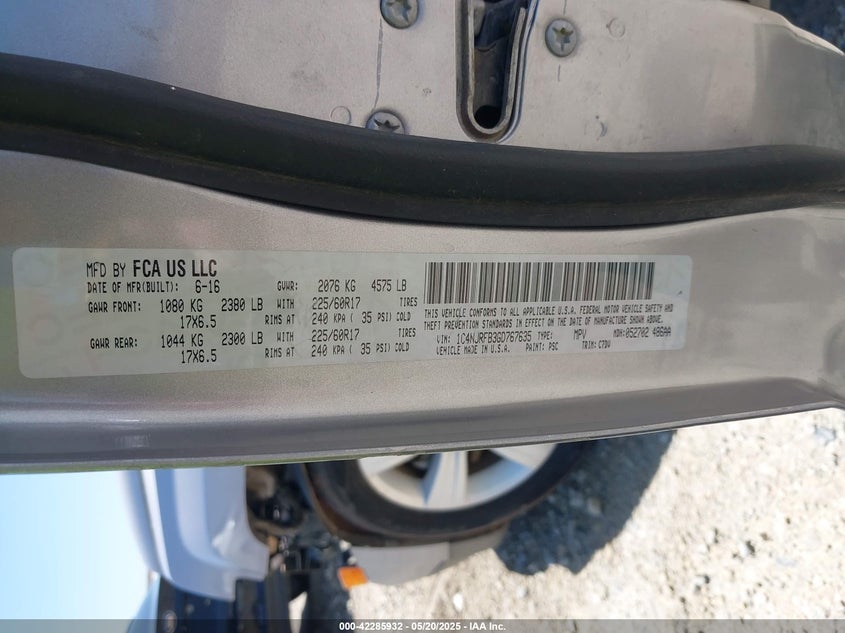 MFD BY FCA US LLC
DATE OF MFR(BUILT): 6-16 GVWR: 2076 KG 4575 LB
GAWR FRONT: 1080 KG 2380 LB WITH 225/60R17 TIRES
17X6.5 RIMS AT 240 KPA ( 35 PSI) COLD
GAWR REAR: 1044 KG 2300 LB WITH 225/60R17 TIRES
17X6.5 RIMS AT 240 KPA ( 35 PSI) COLD
THIS VEHICLE CONFORMS TO ALL APPLICABLE U.S.A. FEDERAL MOTOR VEHICLE SAFETY AND
THEFT PREVENTION STANDARDS IN EFFECT ON THE DATE OF MANUFACTURE SHOWN ABOVE.
VIN: 1C4NJRFB3GD767635 TYPE: MPV MDH: 052702 486AA
VEHICLE MADE IN U.S.A. PAINT: PSC TRIM: C7DV
000-42285932 - 05/20/2025 - IAA Inc.